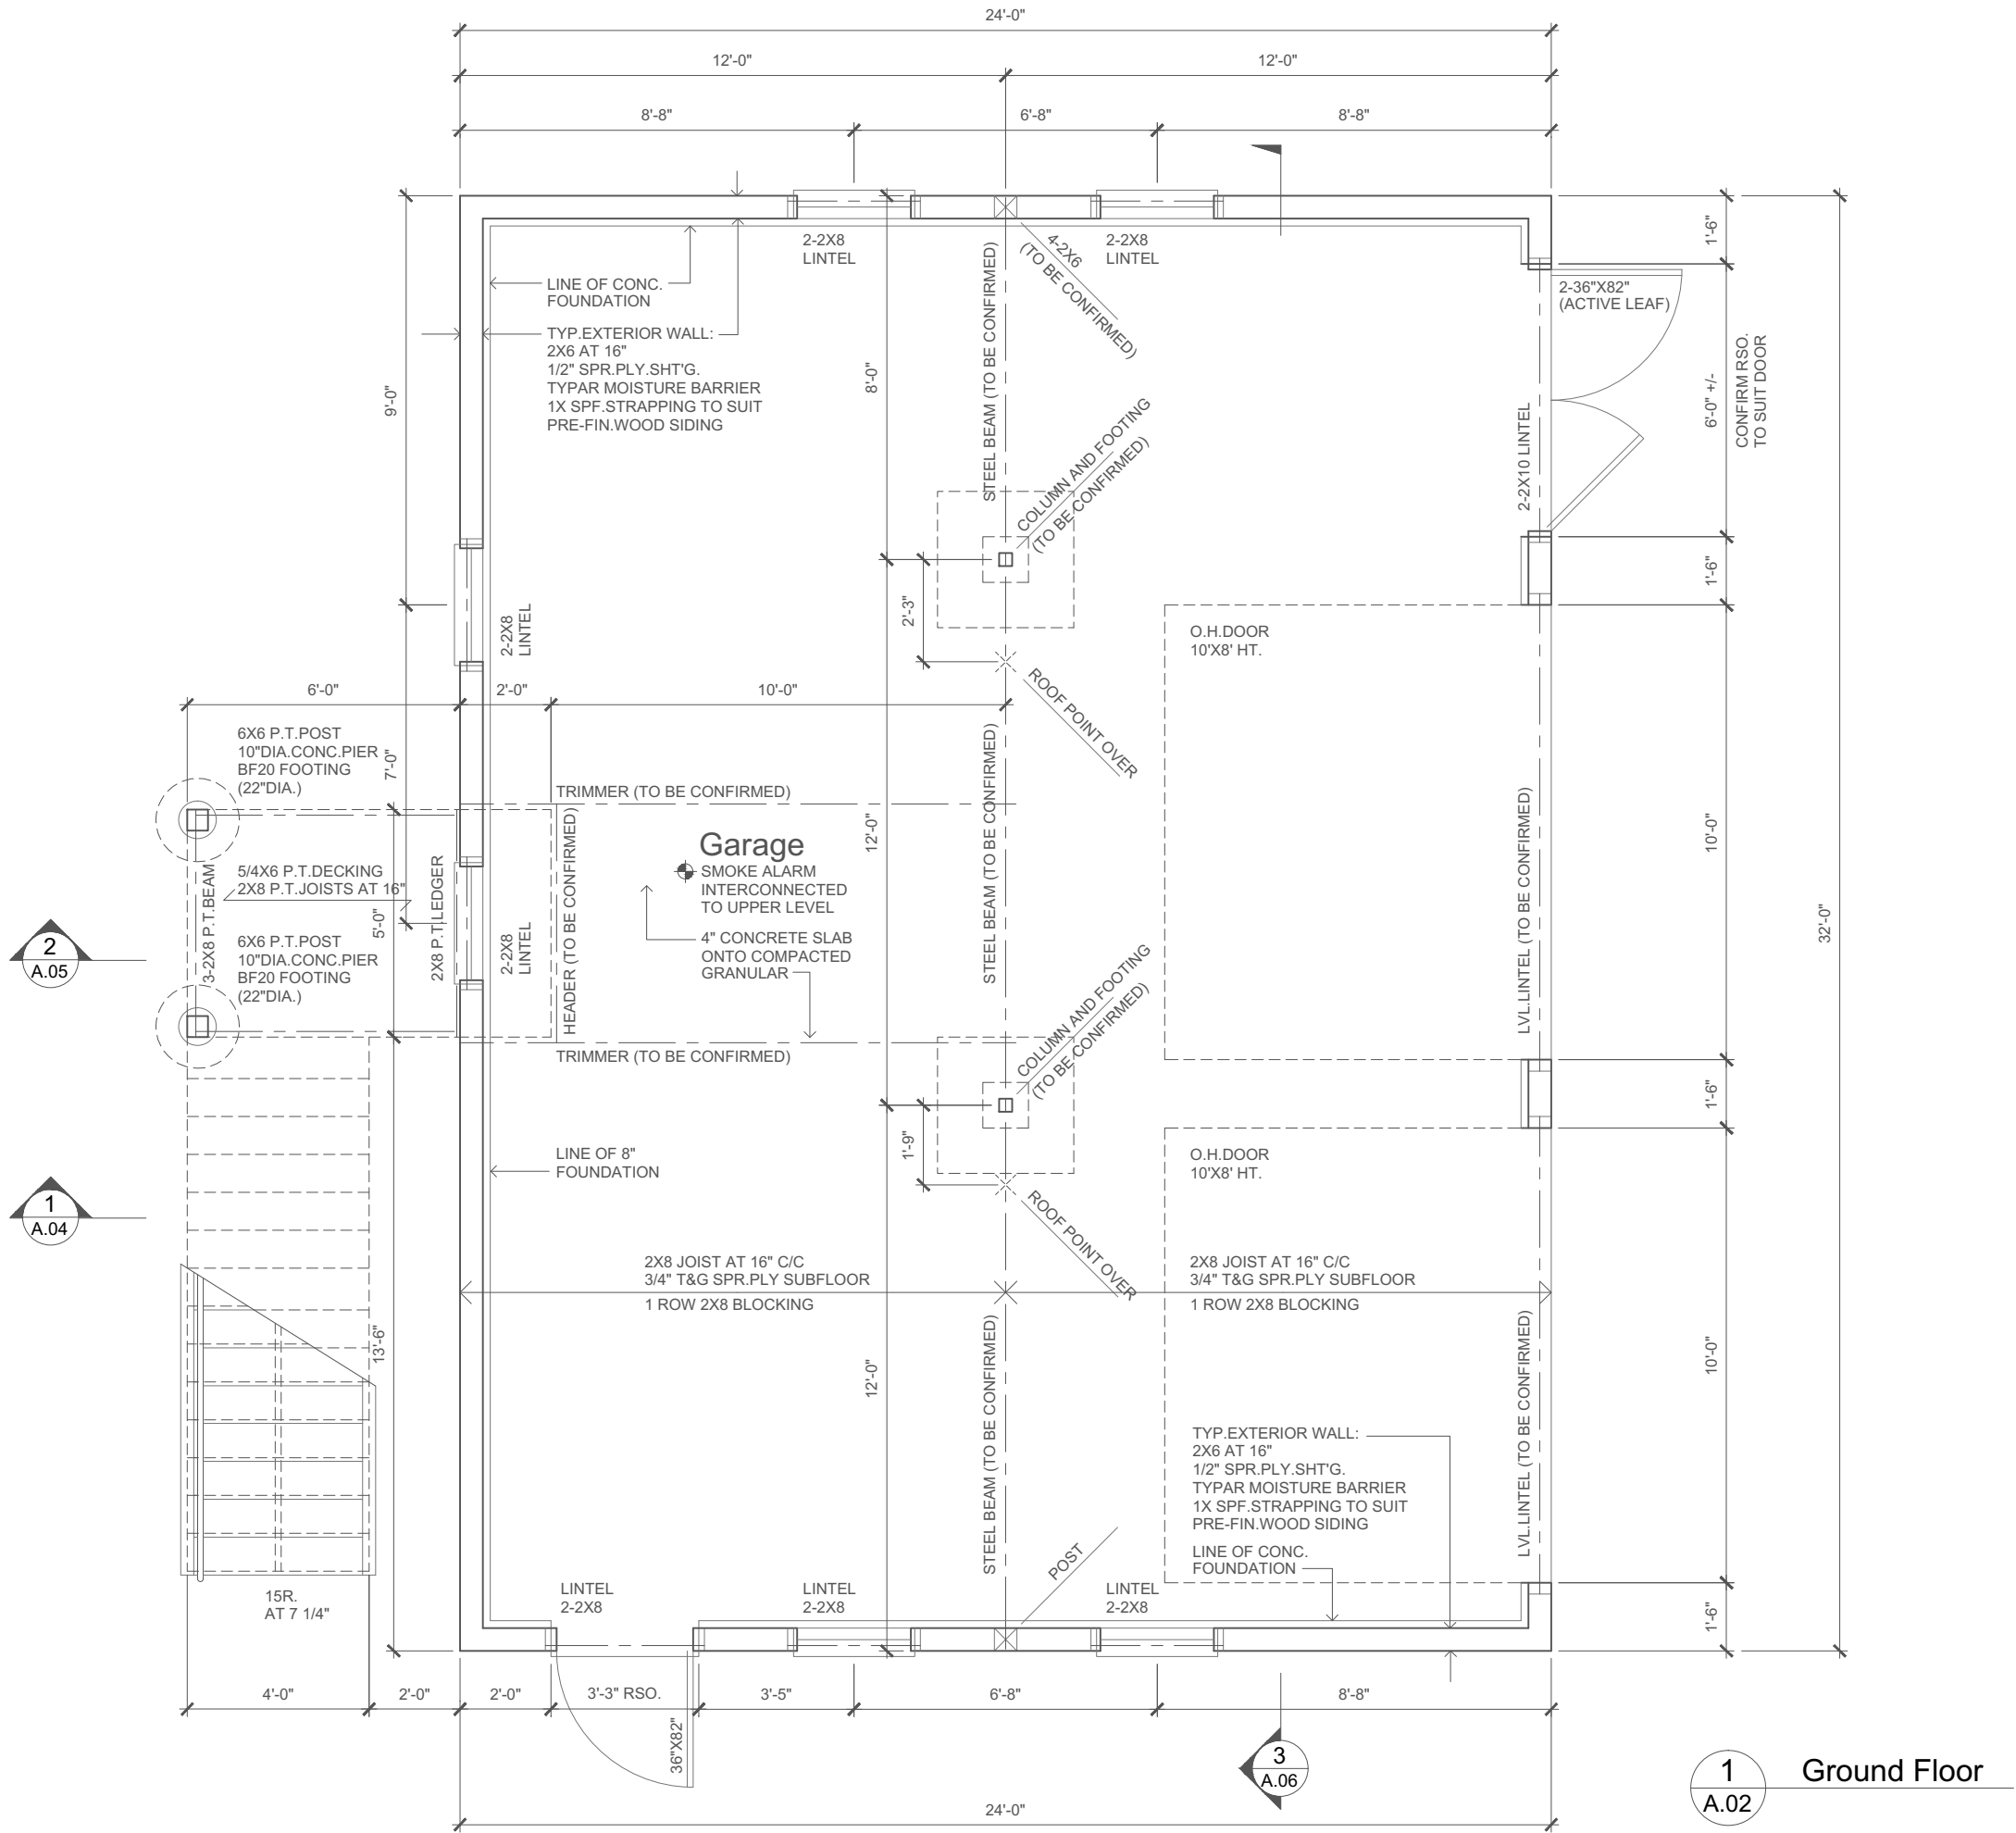 24'-0"
12'-0"
12'-0"
8'-8"
6'-8"
8'-8"
2-2X8
LINTEL
2-2X8
LINTEL
4-2X6
(TO BE CONFIRMED)
STEEL BEAM (TO BE CONFIRMED)
LINE OF CONC.
FOUNDATION
TYP.EXTERIOR WALL:
2X6 AT 16"
1/2" SPR.PLY.SHT'G.
TYPAR MOISTURE BARRIER
1X SPF.STRAPPING TO SUIT
PRE-FIN.WOOD SIDING
9'-0"
8'-0"
1'-6"
2-36"X82"
(ACTIVE LEAF)
6'-0" +/-
CONFIRM RSO.
TO SUIT DOOR
2-2X10 LINTEL
COLUMN AND FOOTING
(TO BE CONFIRMED)
1'-6"
2'-3"
2-2X8
LINTEL
O.H.DOOR
10'X8' HT.
ROOF POINT OVER
6'-0"
2'-0"
10'-0"
6X6 P.T.POST
10"DIA.CONC.PIER
BF20 FOOTING
(22"DIA.)
7'-0"
TRIMMER (TO BE CONFIRMED)
HEADER (TO BE CONFIRMED)
STEEL BEAM (TO BE CONFIRMED)
12'-0"
LVL.LINTEL (TO BE CONFIRMED)
10'-0"
32'-0"
Garage
SMOKE ALARM
INTERCONNECTED
TO UPPER LEVEL
5/4X6 P.T.DECKING
2X8 P.T.JOISTS AT 16"
3-2X8 P.T.BEAM
5'-0"
2X8 P.T.LEDGER
2-2X8
LINTEL
6X6 P.T.POST
10"DIA.CONC.PIER
BF20 FOOTING
(22"DIA.)
4" CONCRETE SLAB
ONTO COMPACTED
GRANULAR
2
A.05
TRIMMER (TO BE CONFIRMED)
COLUMN AND FOOTING
(TO BE CONFIRMED)
1'-6"
1'-9"
LINE OF 8"
FOUNDATION
O.H.DOOR
10'X8' HT.
ROOF POINT OVER
1
A.04
2X8 JOIST AT 16" C/C
3/4" T&G SPR.PLY SUBFLOOR
1 ROW 2X8 BLOCKING
2X8 JOIST AT 16" C/C
3/4" T&G SPR.PLY SUBFLOOR
1 ROW 2X8 BLOCKING
13'-6"
12'-0"
STEEL BEAM (TO BE CONFIRMED)
LVL.LINTEL (TO BE CONFIRMED)
10'-0"
TYP.EXTERIOR WALL:
2X6 AT 16"
1/2" SPR.PLY.SHT'G.
TYPAR MOISTURE BARRIER
1X SPF.STRAPPING TO SUIT
PRE-FIN.WOOD SIDING
LINE OF CONC.
FOUNDATION
POST
15R.
AT 7 1/4"
LINTEL
2-2X8
LINTEL
2-2X8
LINTEL
2-2X8
1'-6"
4'-0"
2'-0"
2'-0"
3'-3" RSO.
3'-5"
6'-8"
8'-8"
36"X82"
3
A.06
24'-0"
1
A.02
Ground Floor